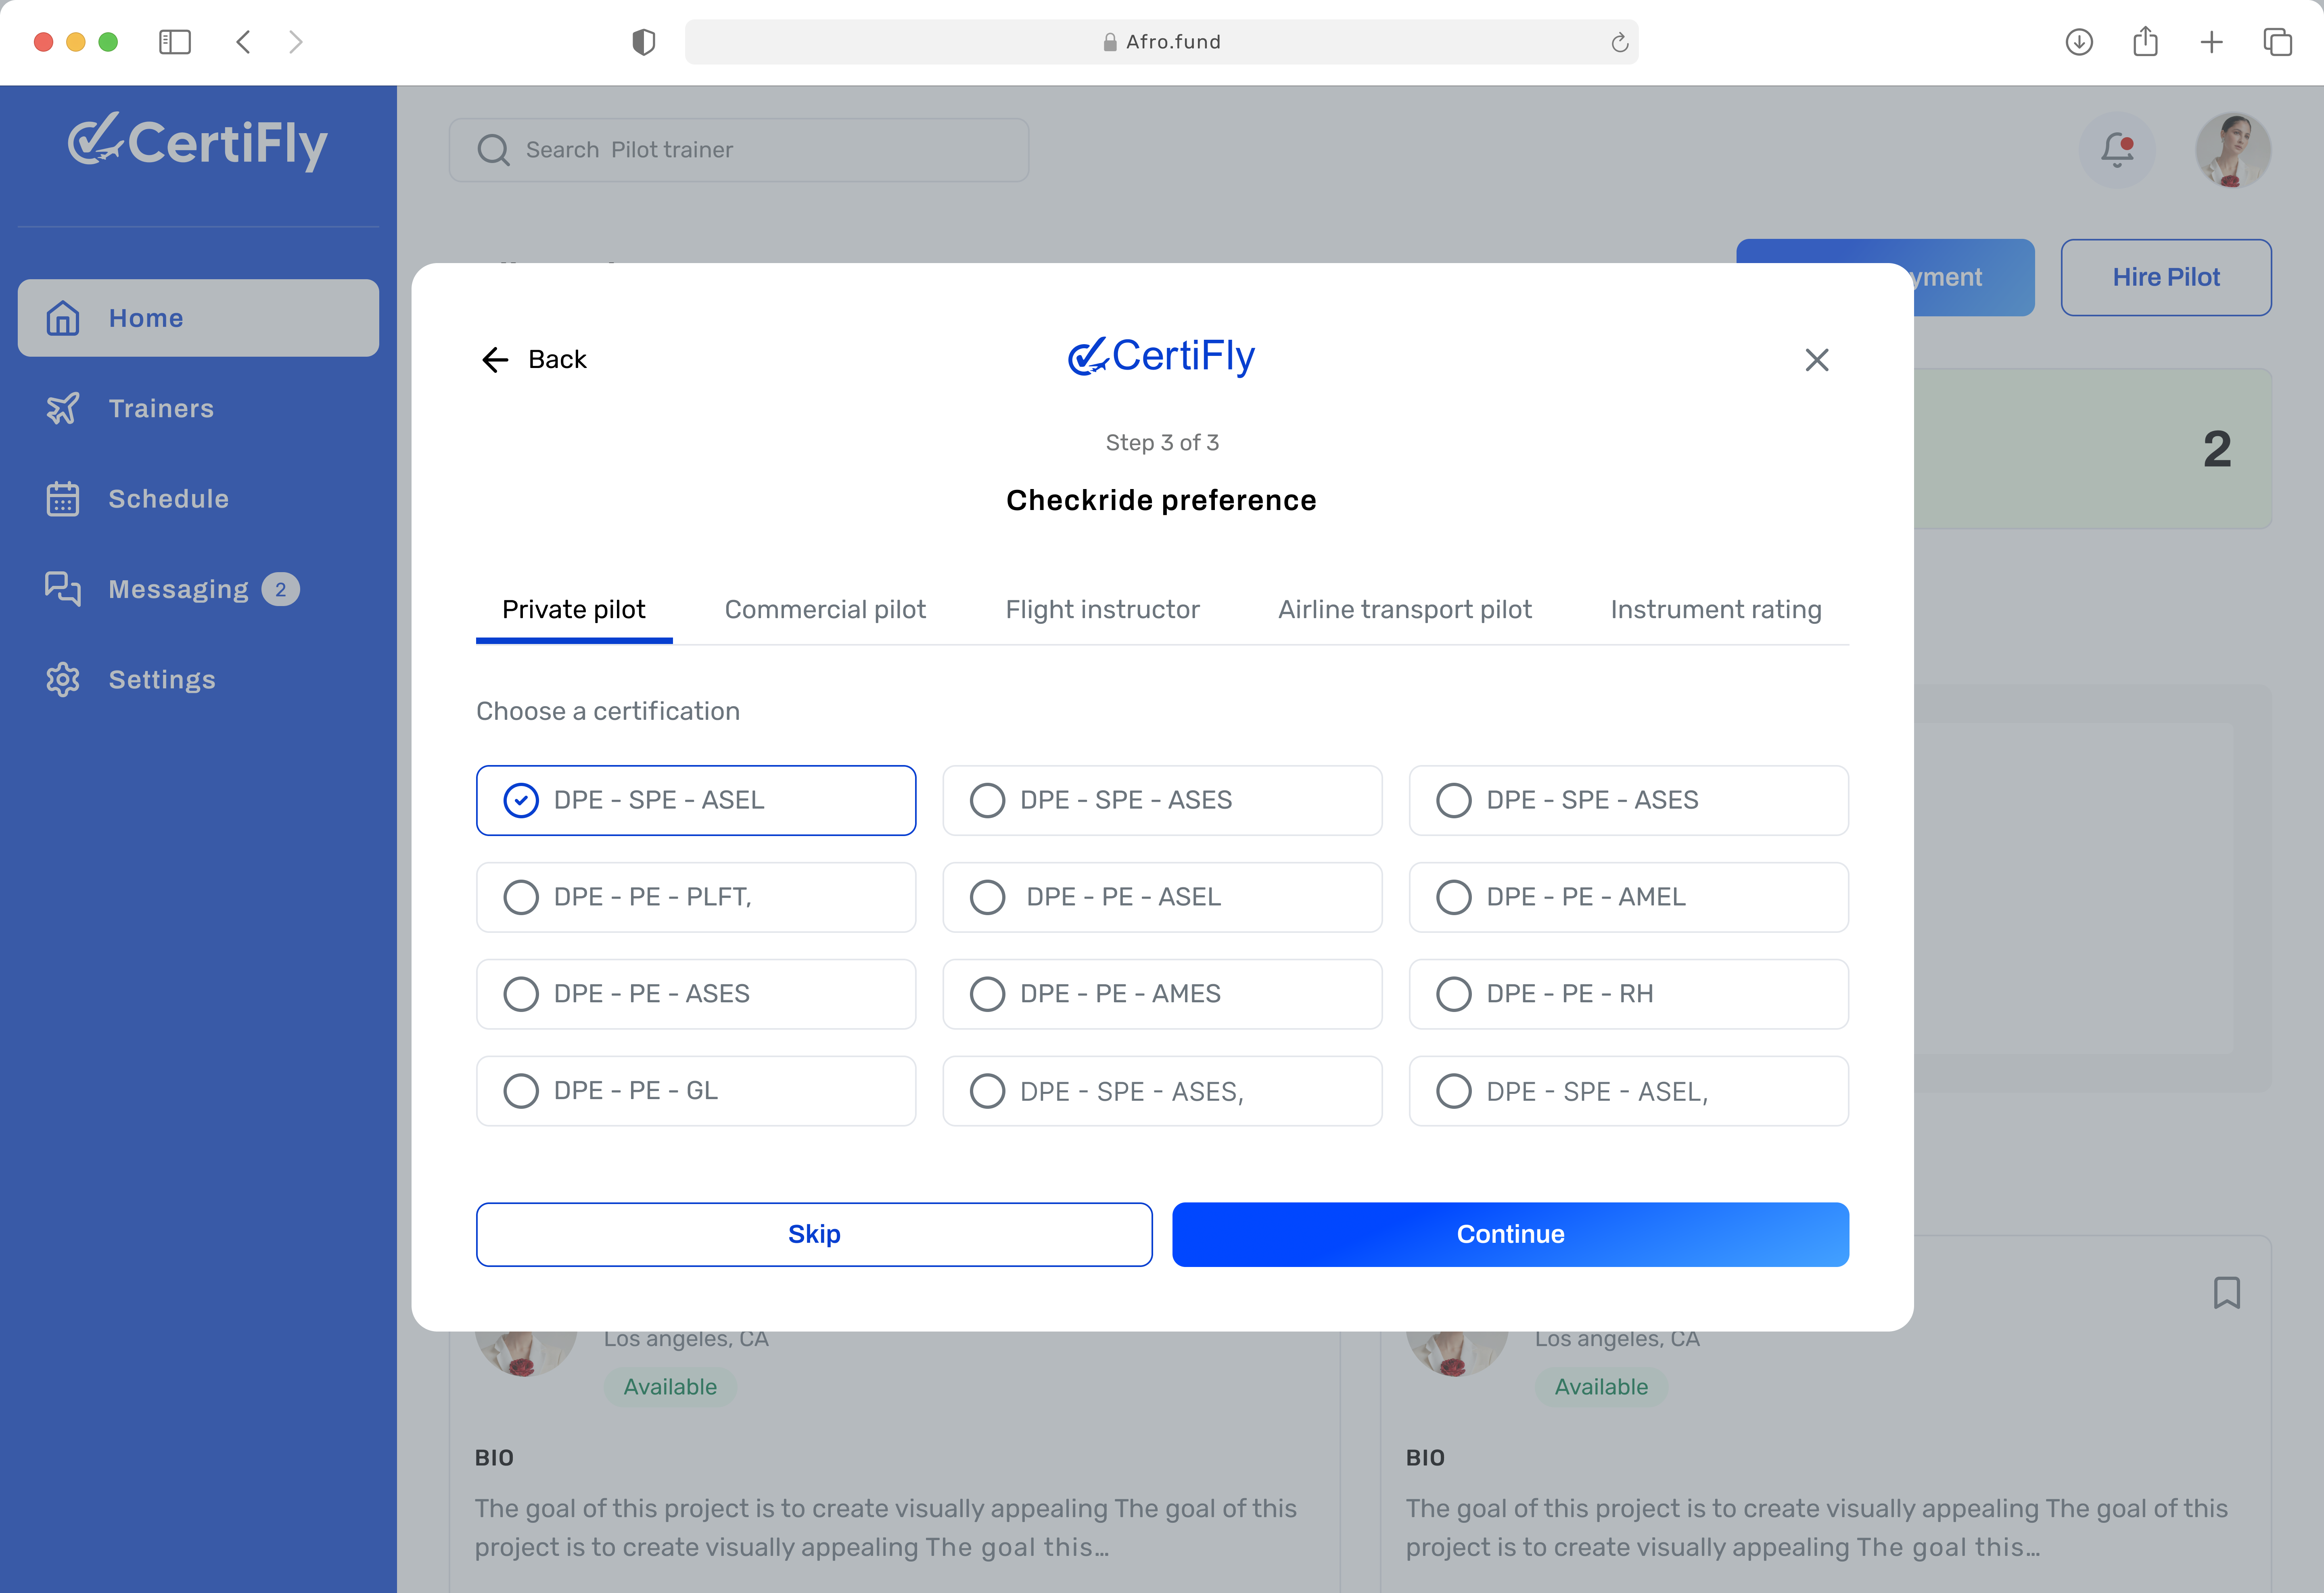 Afro.fund
CertiFly
Search Pilot trainer
Home
Trainers
Schedule
Messaging 2
Settings
Hire Pilot
2
Back
CertiFly
Step 3 of 3
Checkride preference
Private pilot
Commercial pilot
Flight instructor
Airline transport pilot
Instrument rating
Choose a certification
DPE - SPE - ASEL
DPE - SPE - ASES
DPE - SPE - ASES
DPE - PE - PLFT,
DPE - PE - ASEL
DPE - PE - AMEL
DPE - PE - ASES
DPE - PE - AMES
DPE - PE - RH
DPE - PE - GL
DPE - SPE - ASES,
DPE - SPE - ASEL,
Skip
Continue
Los angeles, CA
Available
BIO
The goal of this project is to create visually appealing The goal of this
project is to create visually appealing The goal this...
Los angeles, CA
Available
BIO
The goal of this project is to create visually appealing The goal of this
project is to create visually appealing The goal this...